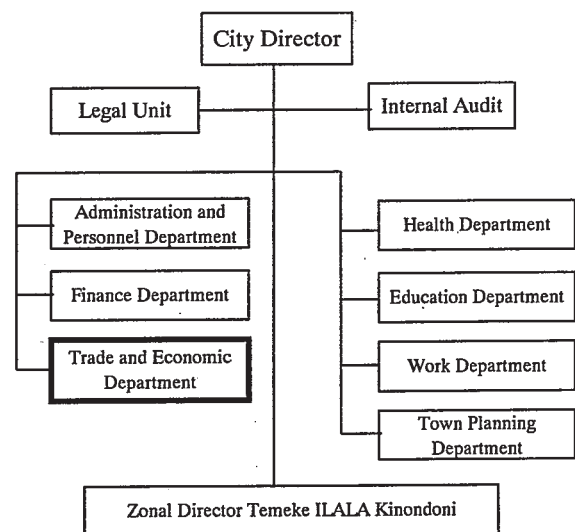 City Director
Legal Unit
Internal Audit
Administration and
Personnel Department
Finance Department
Trade and Economic
Department
Health Department
Education Department
Work Department
Town Planning
Department
Zonal Director Temeke ILALA Kinondoni